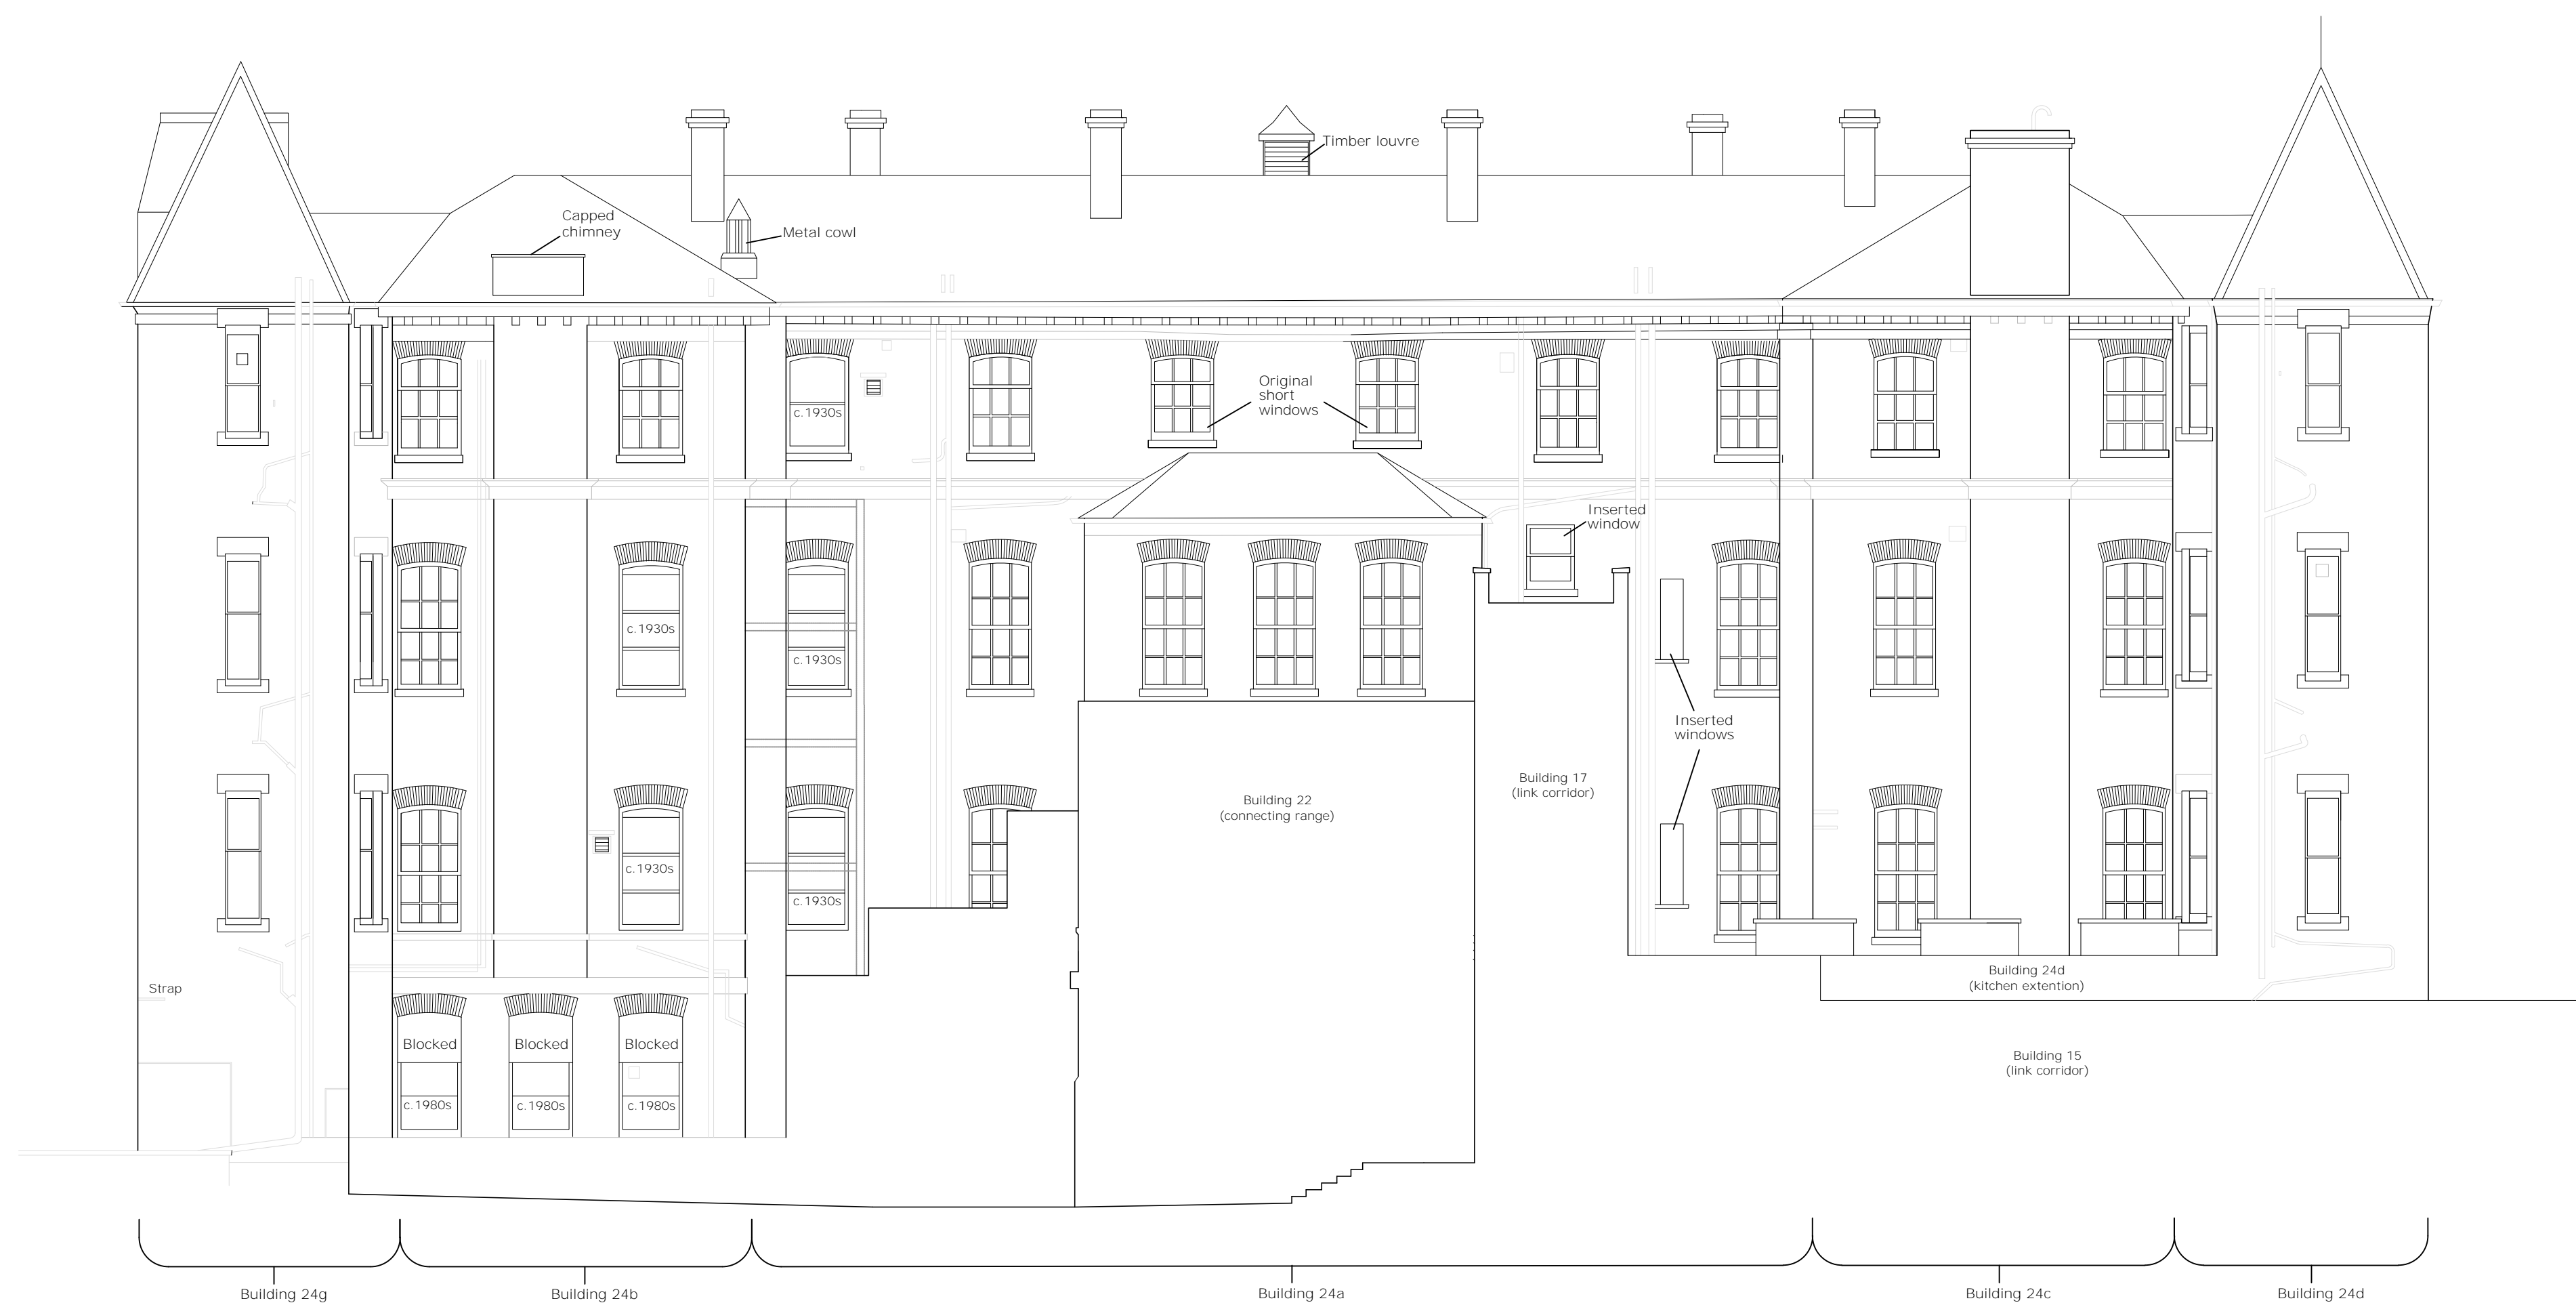 Timber louvre
Capped
chimney
Metal cowl
Original
short
windows
c.1930s
Inserted
window
c.1930s
c.1930s
Inserted
windows
Building 17
(link corridor)
Building 22
(connecting range)
c.1930s
c.1930s
Building 24d
(kitchen extention)
Strap
Blocked
Blocked
Blocked
Building 15
(link corridor)
c.1980s
c.1980s
c.1980s
Building 24g
Building 24b
Building 24a
Building 24c
Building 24d